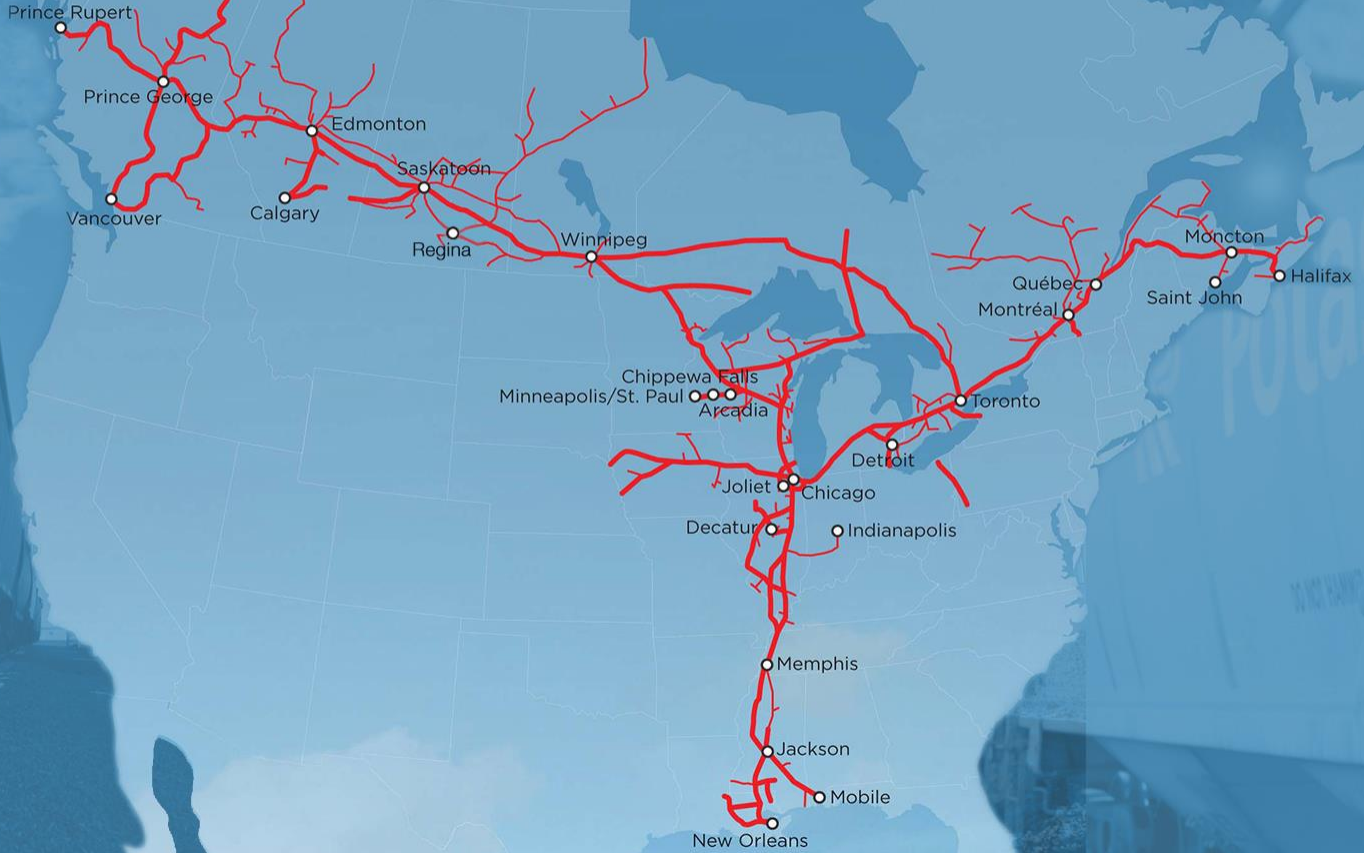 Prince Rupert
Prince George
Edmonton
Saskatoon
Vancouver
Calgary
Regina
Winnipeg
Moncton
Québec
Halifax
Saint John
Montréal
Chippewa Falls
Minneapolis/St. Paul
Arcadia
Toronto
Detroit
Joliet
Chicago
Decatur
Indianapolis
Memphis
Jackson
Mobile
New Orleans